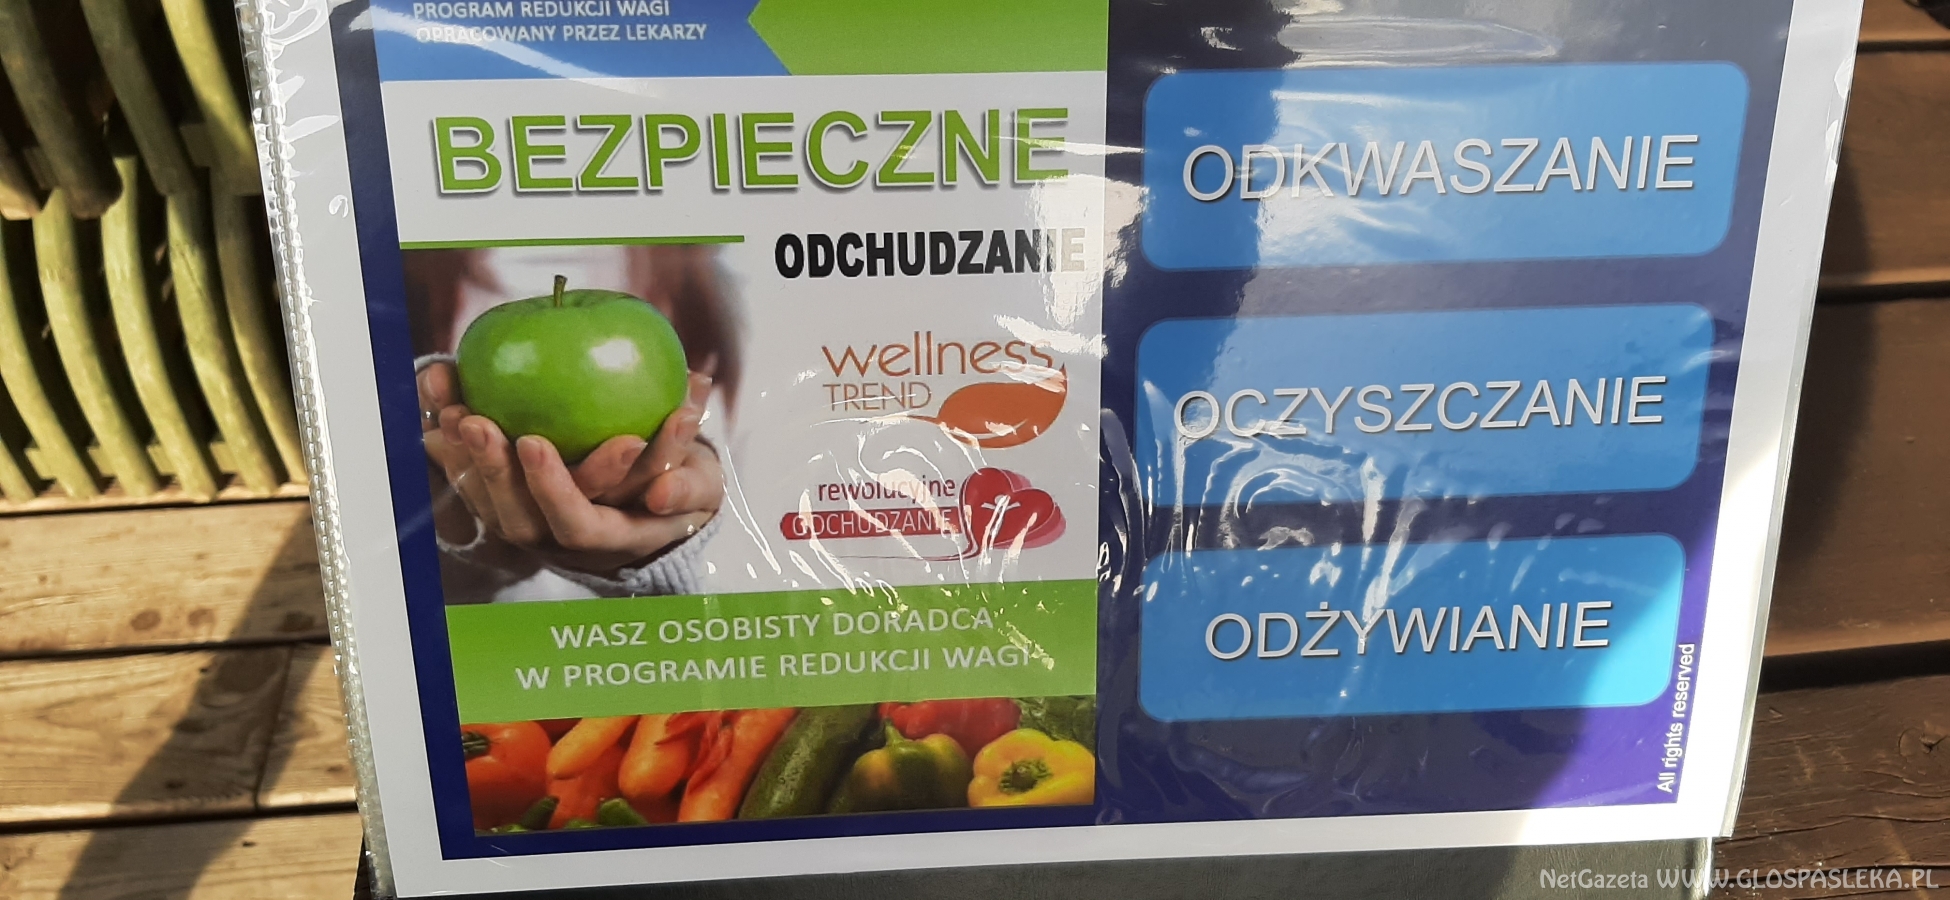 PROGRAM REDUKCJI WAGI
OPRACOWANY PRZEZ LEKARZY
BEZPIECZNE
ODCHUDZANIE
wellness
TREND
rewolucyjne
ODCHUDZANIE
WASZ OSOBISTY DORADCA
W PROGRAMIE REDUKCJI WAGI
ODKWASZANIE
OCZYSZCZANIE
ODŻYWIANIE
All rights reserved
NetGazeta WWW.GLOSPASLEKA.PL